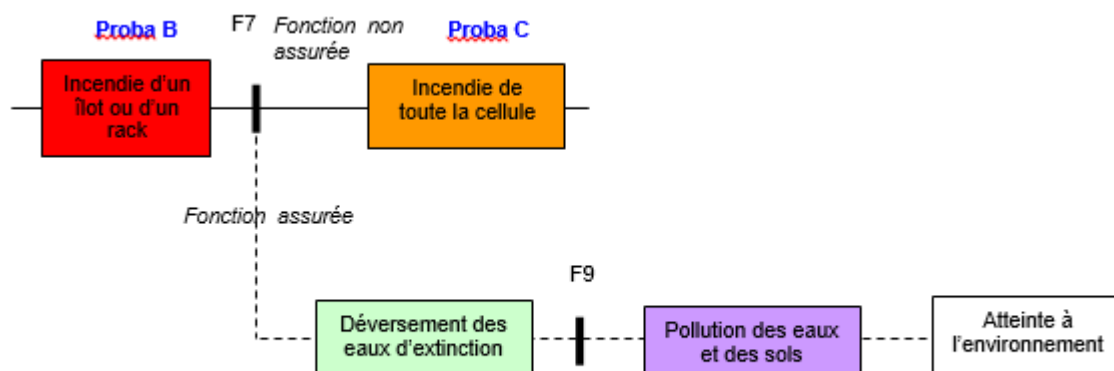 Proba B
F7
Fonction non
assurée
Proba C
Incendie d'un
îlot ou d'un
rack
Incendie de
toute la cellule
Fonction assurée
F9
Déversement des
eaux d'extinction
Pollution des eaux
et des sols
Atteinte à
l'environnement